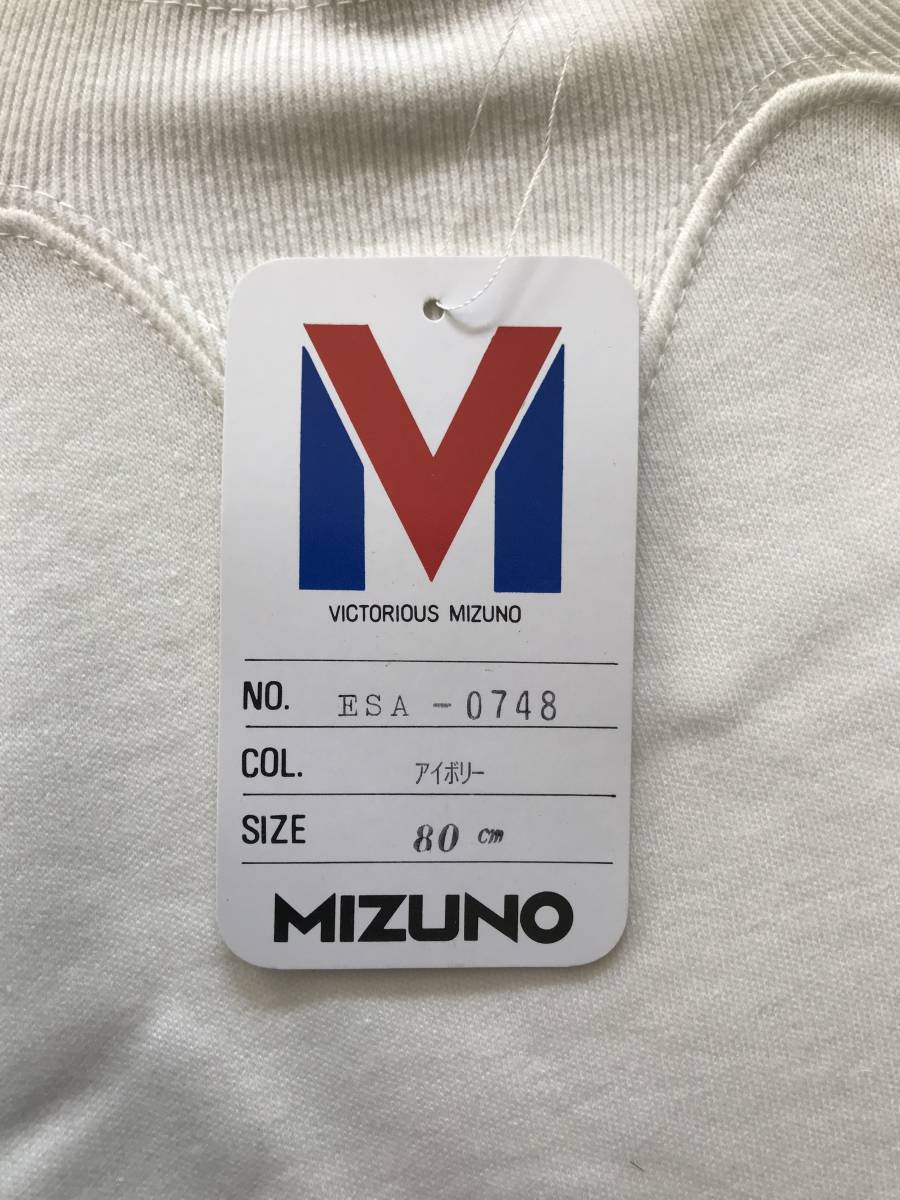 VICTORIOUS MIZUNO
NO. ESA-0748
COL. アイボリー
SIZE 80 cm
MIZUNO